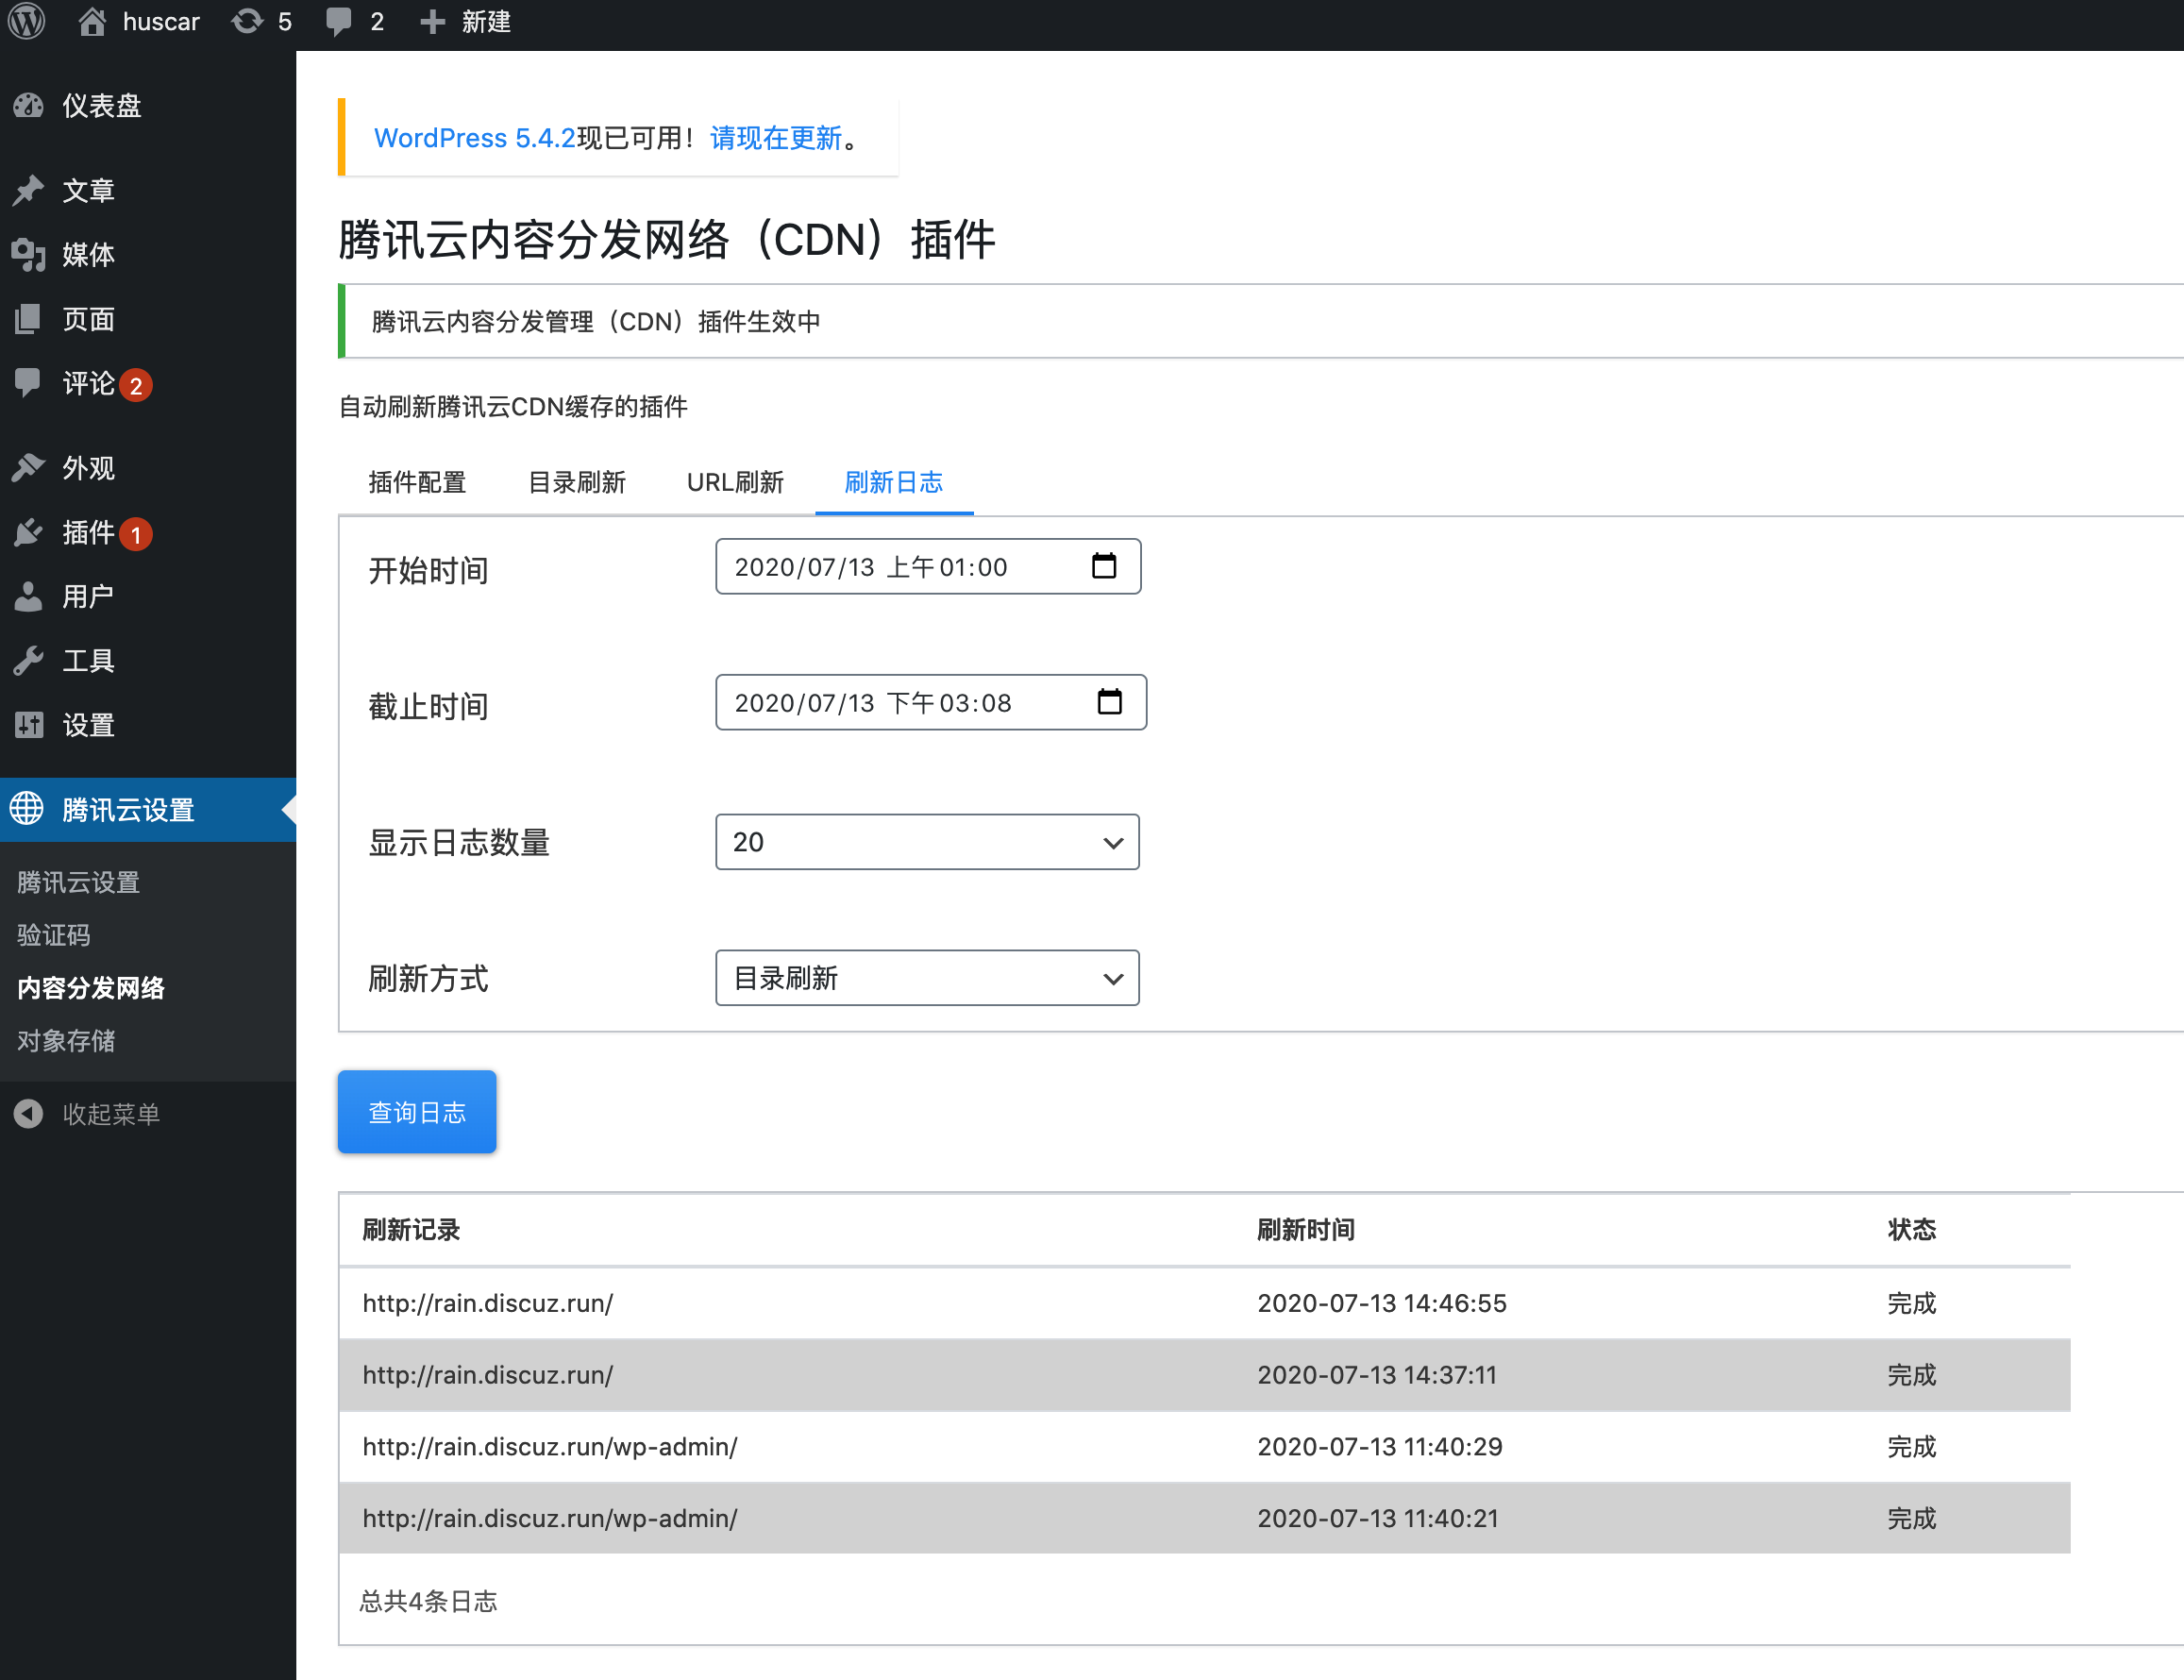 huscar 5 2 新建
仪表盘
文章
媒体
页面
评论 2
外观
插件 1
用户
工具
设置
腾讯云设置
腾讯云设置
验证码
内容分发网络
对象存储
收起菜单
WordPress 5.4.2现已可用！请现在更新。
腾讯云内容分发网络（CDN）插件
腾讯云内容分发管理（CDN）插件生效中
自动刷新腾讯云CDN缓存的插件
插件配置 目录刷新 URL刷新 刷新日志
开始时间 2020/07/13 上午01:00
截止时间 2020/07/13 下午03:08
显示日志数量 20
刷新方式 目录刷新
查询日志
刷新记录 刷新时间 状态
http://rain.discuz.run/ 2020-07-13 14:46:55 完成
http://rain.discuz.run/ 2020-07-13 14:37:11 完成
http://rain.discuz.run/wp-admin/ 2020-07-13 11:40:29 完成
http://rain.discuz.run/wp-admin/ 2020-07-13 11:40:21 完成
总共4条日志